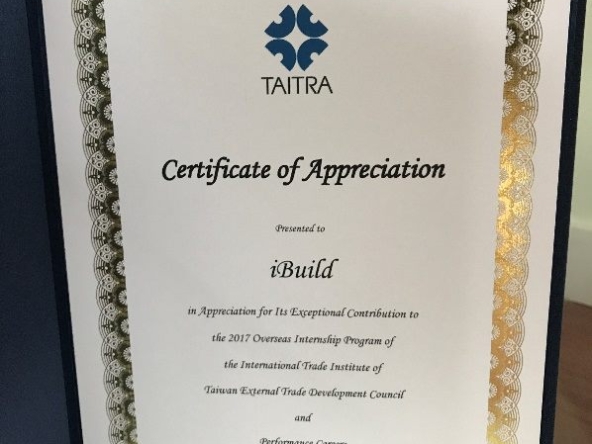 TAITRA
Certificate of Appreciation
Presented to
iBuild
in Appreciation for Its Exceptional Contribution to
the 2017 Overseas Internship Program of
the International Trade Institute of
Taiwan External Trade Development Council
and
Performance